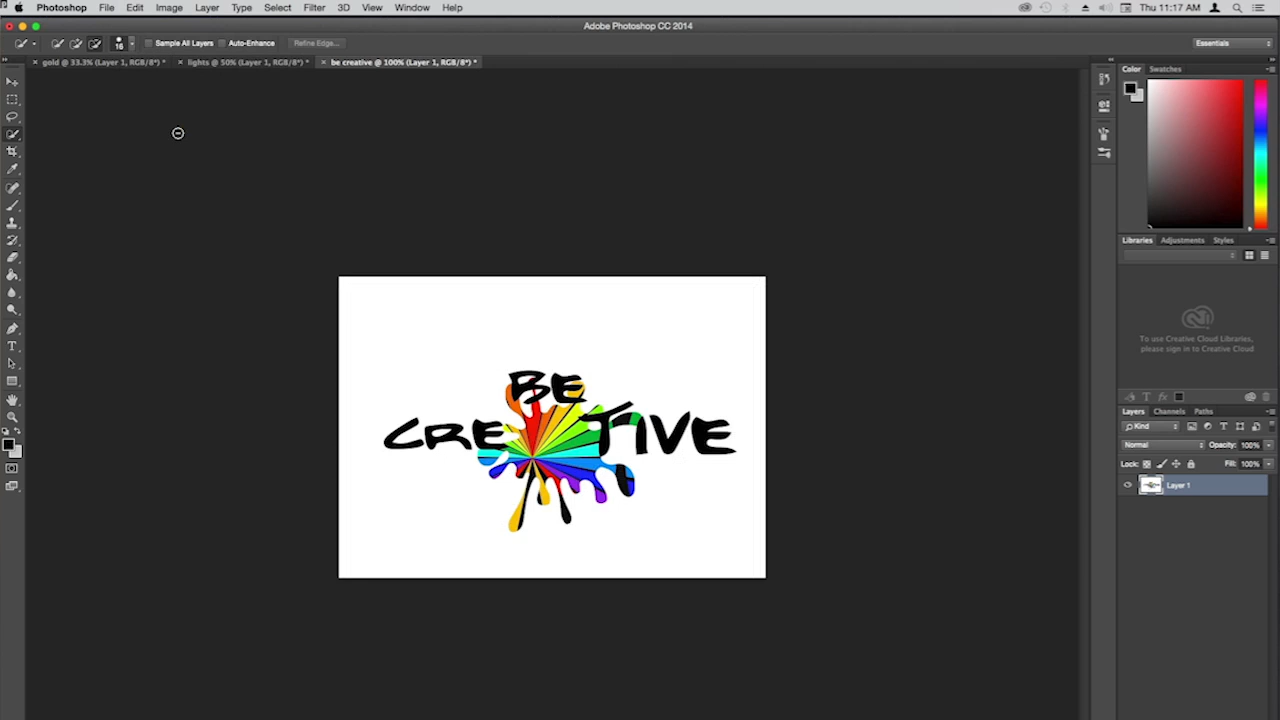 Photoshop File Edit Image Layer Type Select Filter 3D View Window Help Thu 11:17 AM
Adobe Photoshop CC 2014
16 Sample All Layers Auto-Enhance Refine Edge... Essentials
gold @ 33.3% (Layer 1, RGB/8*) * lights @ 50% (Layer 1, RGB/8*) * be creative @ 100% (Layer 1, RGB/8*) *
Color Swatches
Libraries Adjustments Styles
To use Creative Cloud Libraries,
please sign in to Creative Cloud
BE
CRE TIVE
Layers Channels Paths
Kind
Normal Opacity: 100%
Lock: Fill: 100%
Layer 1